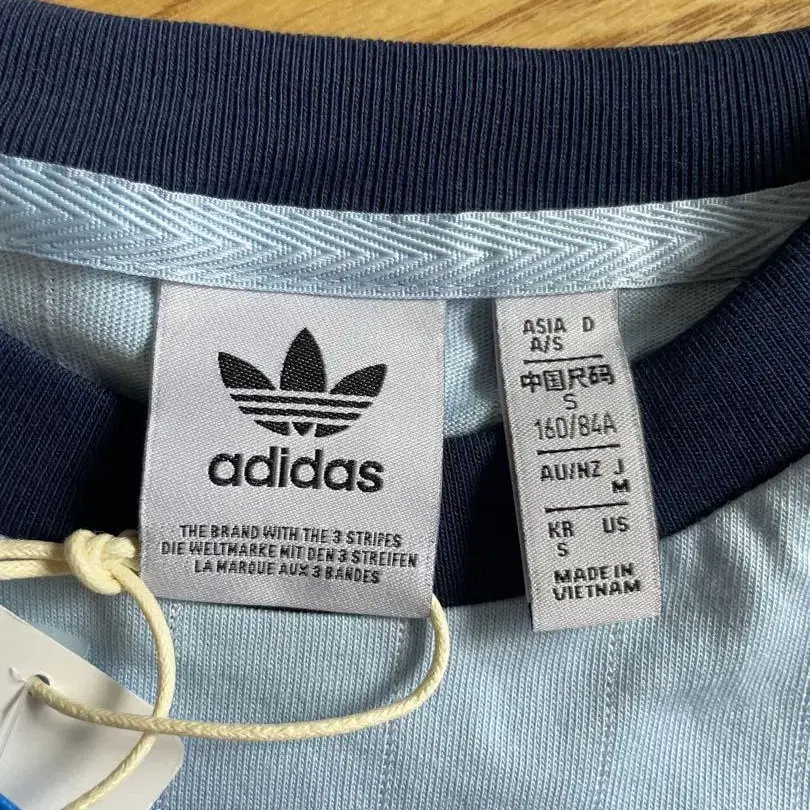 adidas
THE BRAND WITH THE 3 STRIPES
DIE WELTMARKE MIT DEN 3 STREIFEN
LA MARQUE AUX 3 BANDES
ASIA D
A/S
中国尺码
S
160/84A
AU/NZ J
M
KR US
S
MADE IN
VIETNAM